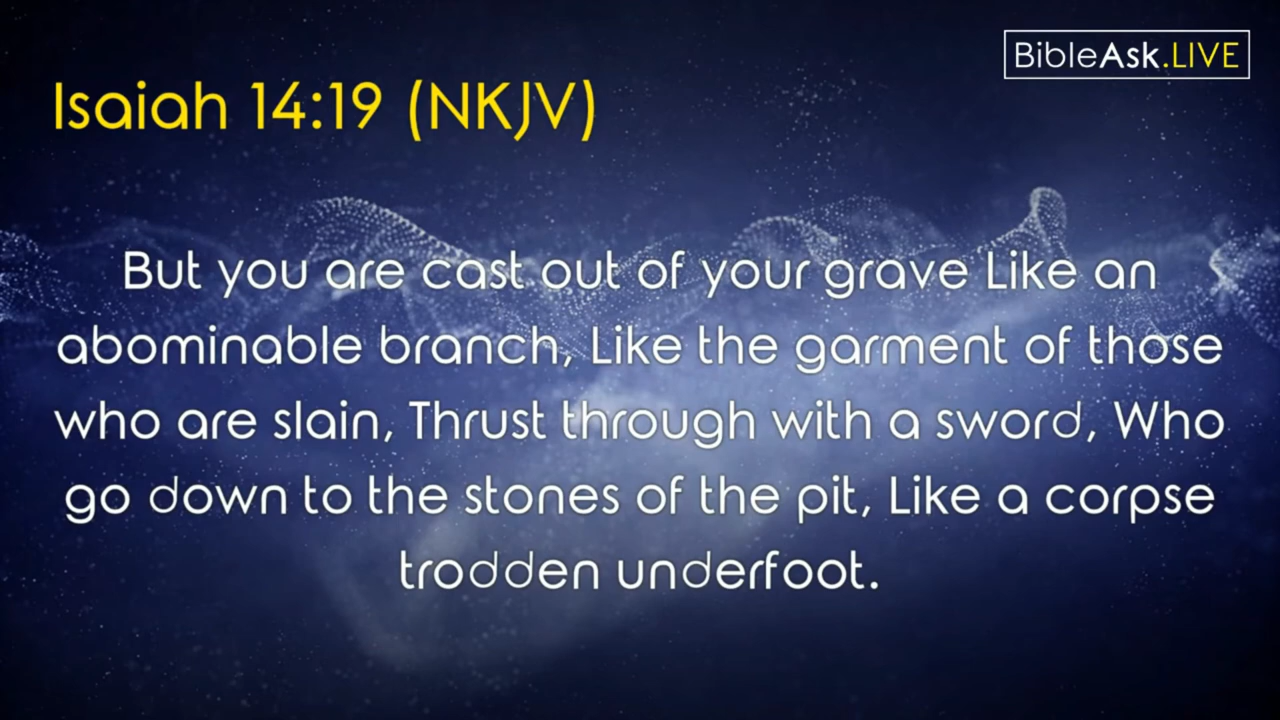 BibleAsk.LIVE
Isaiah 14:19 (NKJV)
But you are cast out of your grave Like an
abominable branch, Like the garment of those
who are slain, Thrust through with a sword, Who
go down to the stones of the pit, Like a corpse
trodden underfoot.